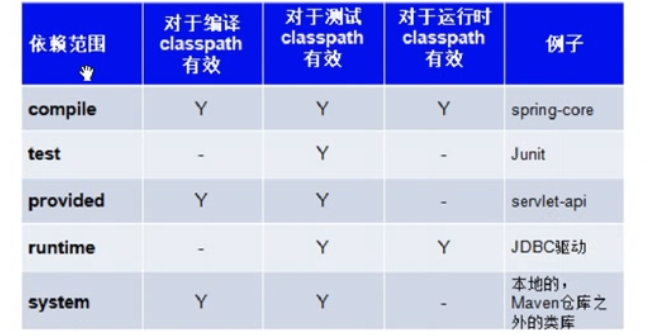 依赖范围 对于编译classpath有效 对于测试classpath有效 对于运行时classpath有效 例子
compile Y Y Y spring-core
test - Y - Junit
provided Y Y - servlet-api
runtime - Y Y JDBC驱动
system Y Y - 本地的，Maven仓库之外的类库